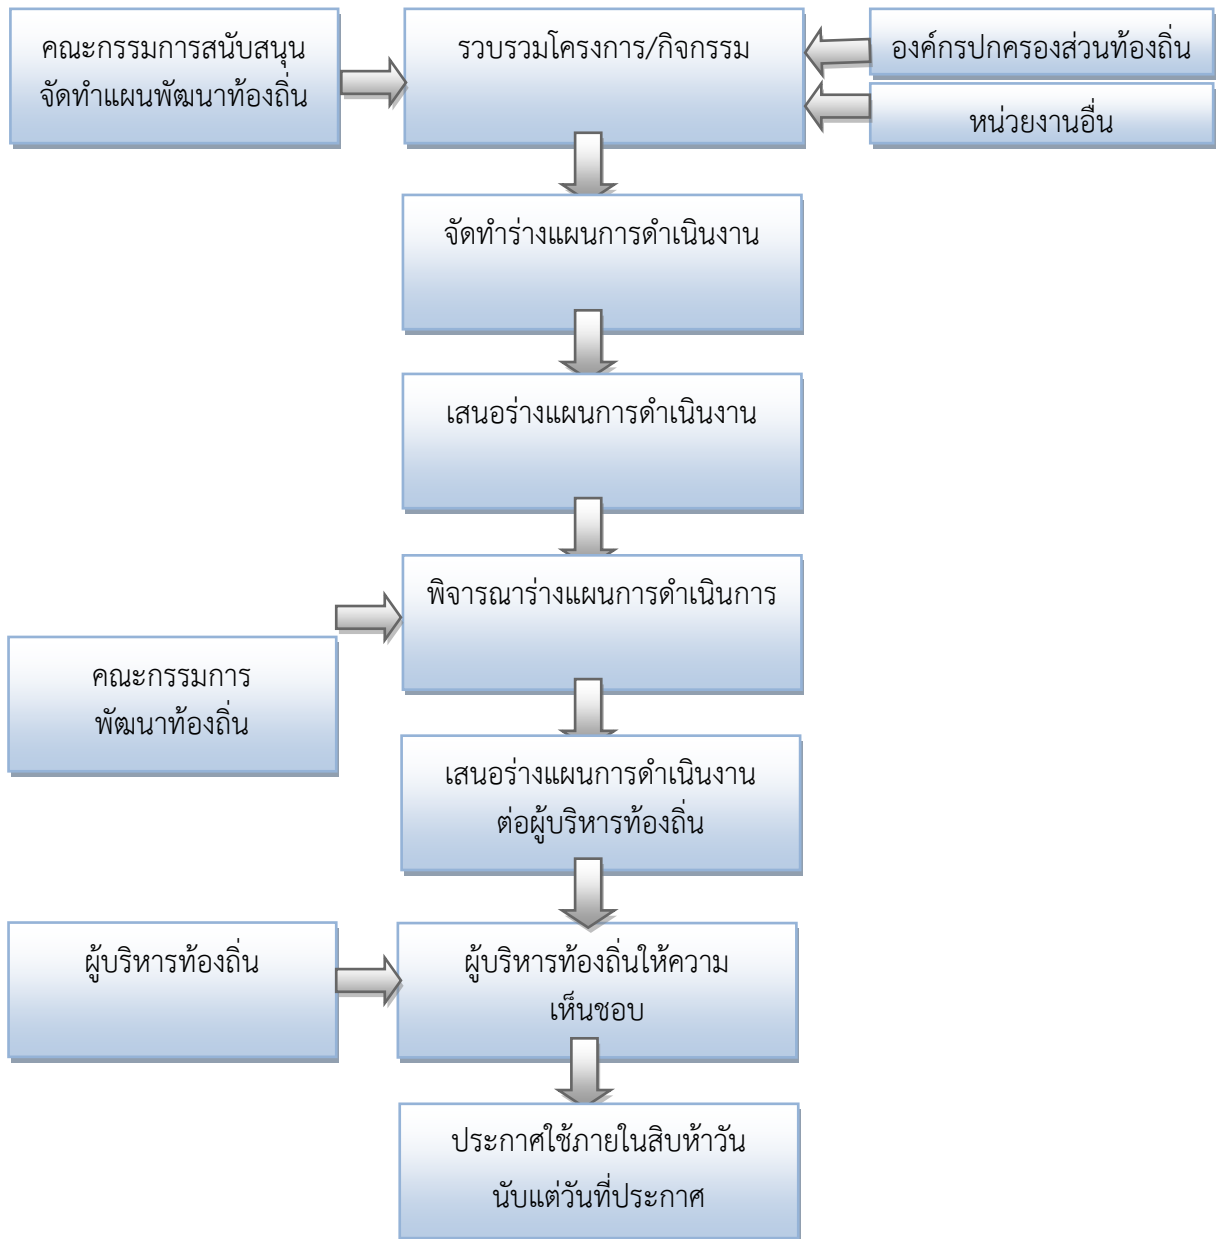 คณะกรรมการสนับสนุน
จัดทำแผนพัฒนาท้องถิ่น
รวบรวมโครงการ/กิจกรรม
องค์กรปกครองส่วนท้องถิ่น
หน่วยงานอื่น
จัดทำร่างแผนการดำเนินงาน
เสนอร่างแผนการดำเนินงาน
พิจารณาร่างแผนการดำเนินการ
คณะกรรมการ
พัฒนาท้องถิ่น
เสนอร่างแผนการดำเนินงาน
ต่อผู้บริหารท้องถิ่น
ผู้บริหารท้องถิ่น
ผู้บริหารท้องถิ่นให้ความ
เห็นชอบ
ประกาศใช้ภายในสิบห้าวัน
นับแต่วันที่ประกาศ